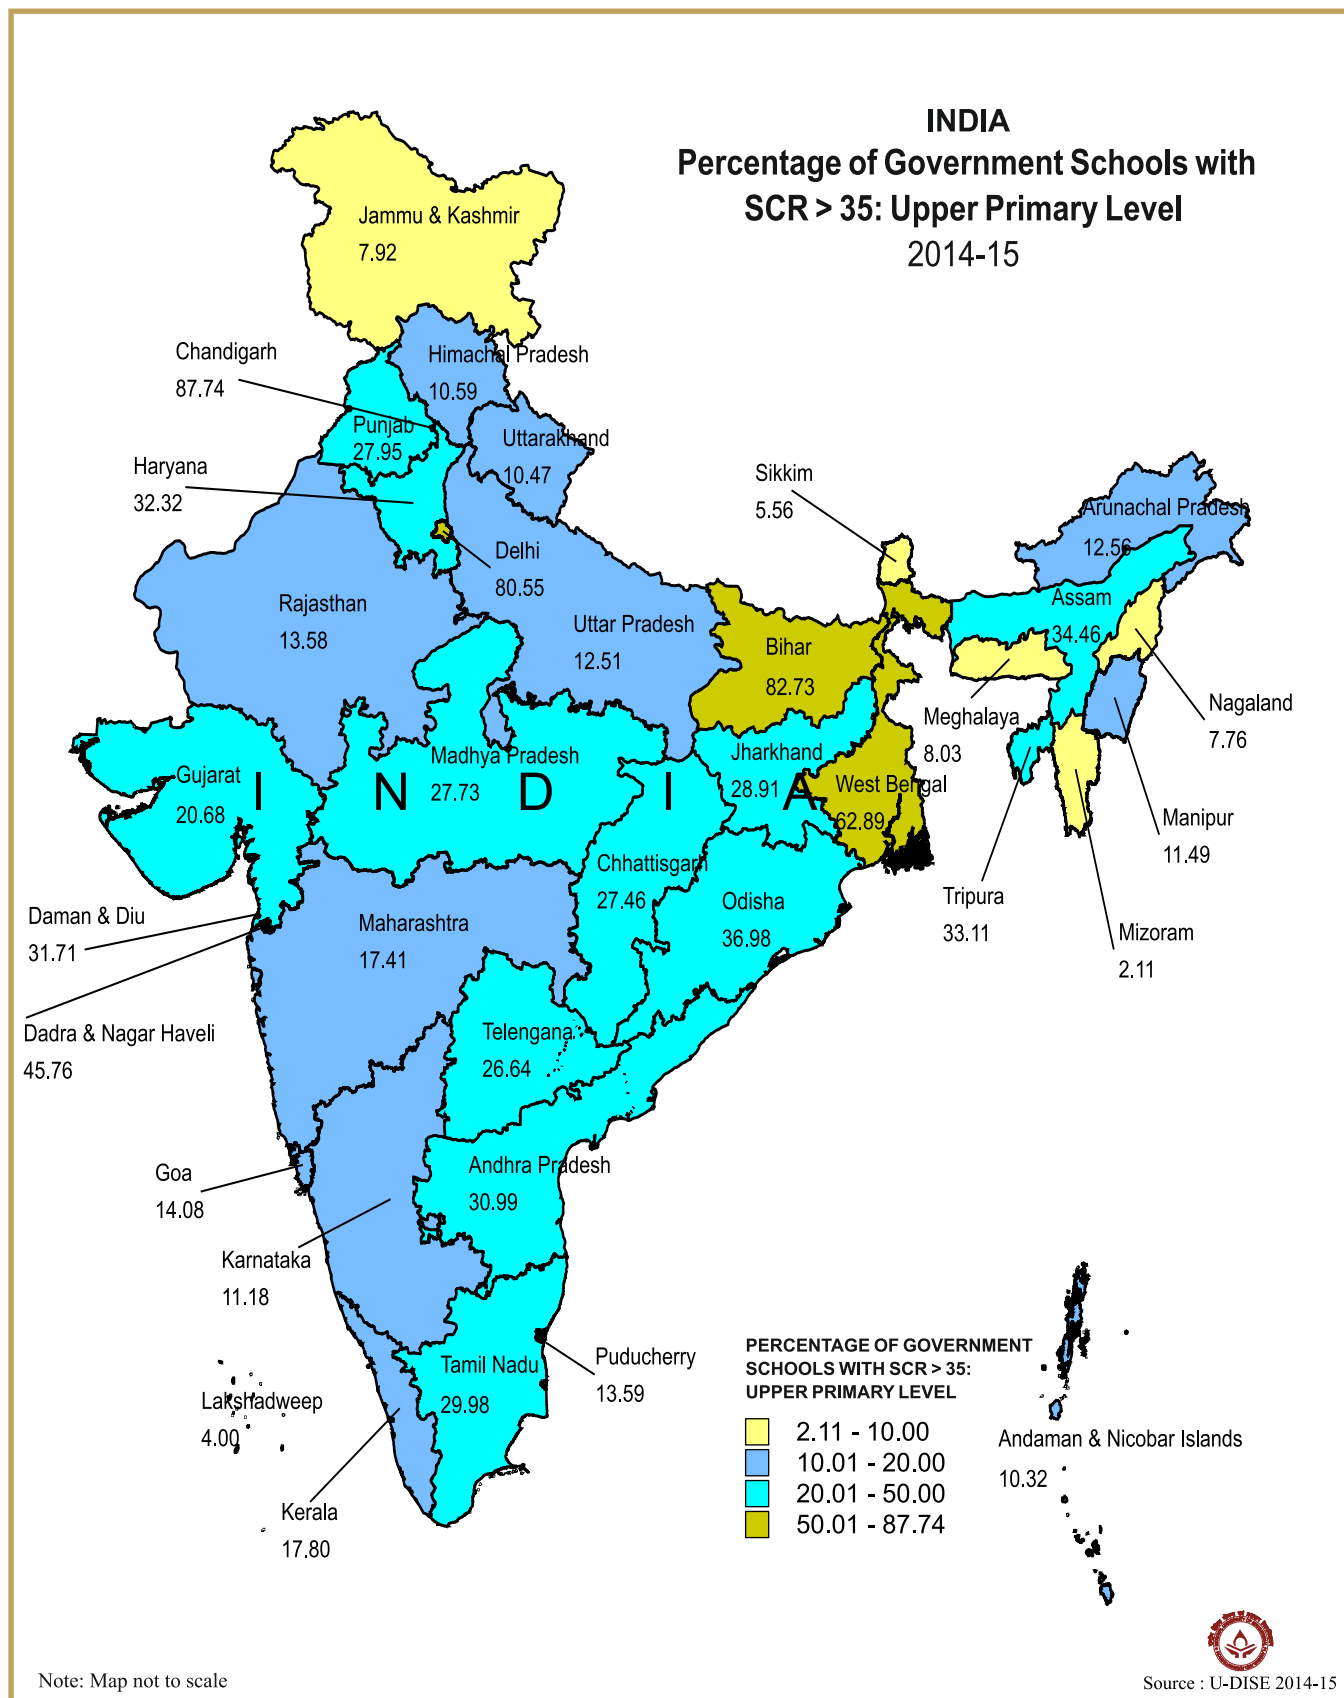 INDIA
Percentage of Government Schools with
SCR > 35: Upper Primary Level
2014-15
Jammu & Kashmir
7.92
Chandigarh
87.74
Himachal Pradesh
10.59
Punjab
27.95
Uttarakhand
10.47
Haryana
32.32
Sikkim
5.56
Arunachal Pradesh
12.56
Delhi
80.55
Rajasthan
13.58
Uttar Pradesh
12.51
Bihar
82.73
Assam
34.46
Nagaland
7.76
Meghalaya
8.03
Gujarat
20.68
Madhya Pradesh
27.73
Jharkhand
28.91
West Bengal
62.89
I N D I A
Manipur
11.49
Chhattisgarh
27.46
Odisha
36.98
Tripura
33.11
Mizoram
2.11
Daman & Diu
31.71
Maharashtra
17.41
Dadra & Nagar Haveli
45.76
Telengana
26.64
Goa
14.08
Andhra Pradesh
30.99
Karnataka
11.18
Puducherry
13.59
Tamil Nadu
29.98
Lakshadweep
4.00
Kerala
17.80
PERCENTAGE OF GOVERNMENT
SCHOOLS WITH SCR > 35:
UPPER PRIMARY LEVEL
2.11 - 10.00
10.01 - 20.00
20.01 - 50.00
50.01 - 87.74
Andaman & Nicobar Islands
10.32
Note: Map not to scale
Source : U-DISE 2014-15